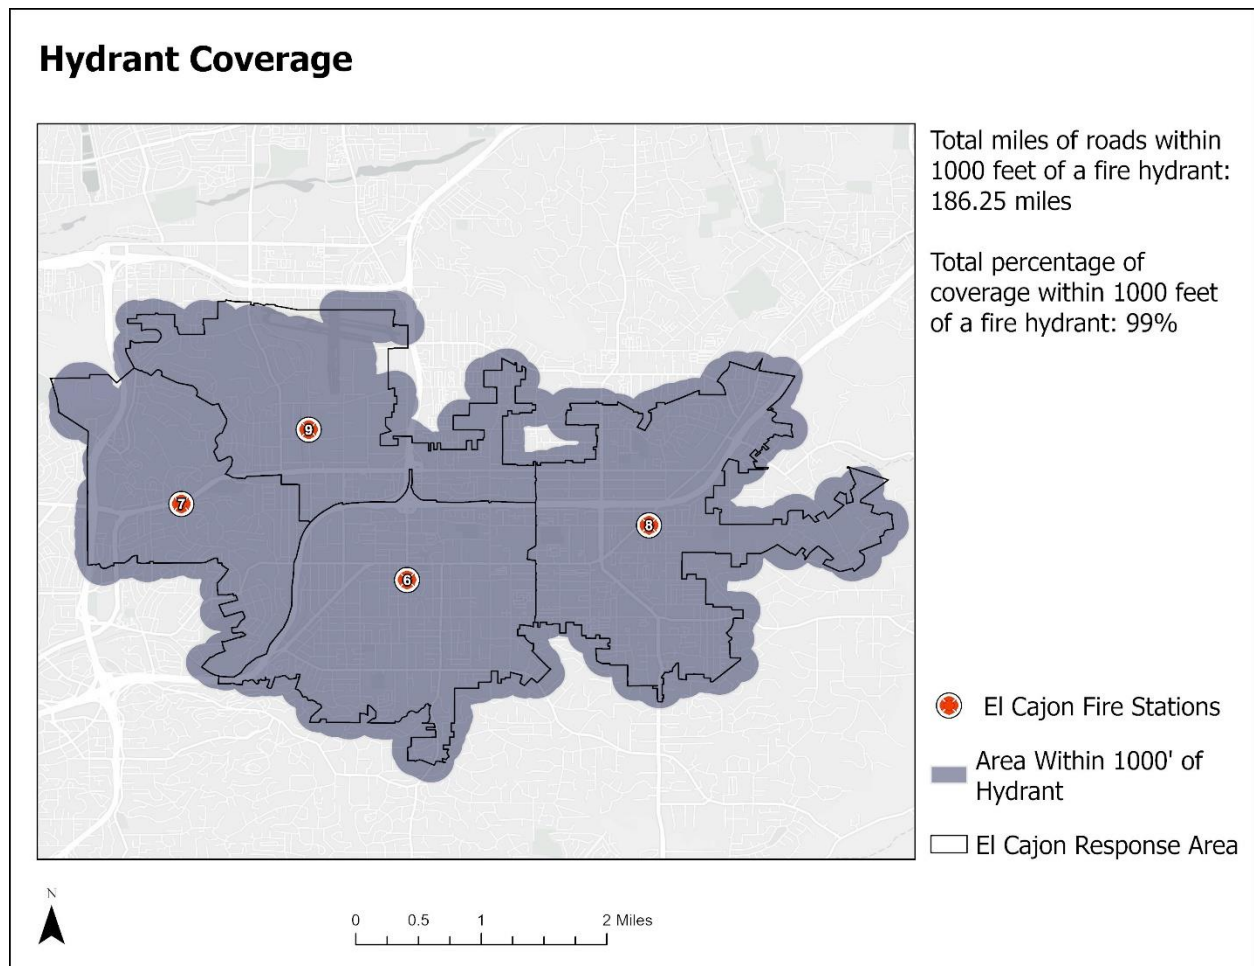 Hydrant Coverage
Total miles of roads within
1000 feet of a fire hydrant:
186.25 miles
Total percentage of
coverage within 1000 feet
of a fire hydrant: 99%
9
7
8
6
El Cajon Fire Stations
Area Within 1000' of
Hydrant
El Cajon Response Area
N
0 0.5 1 2 Miles